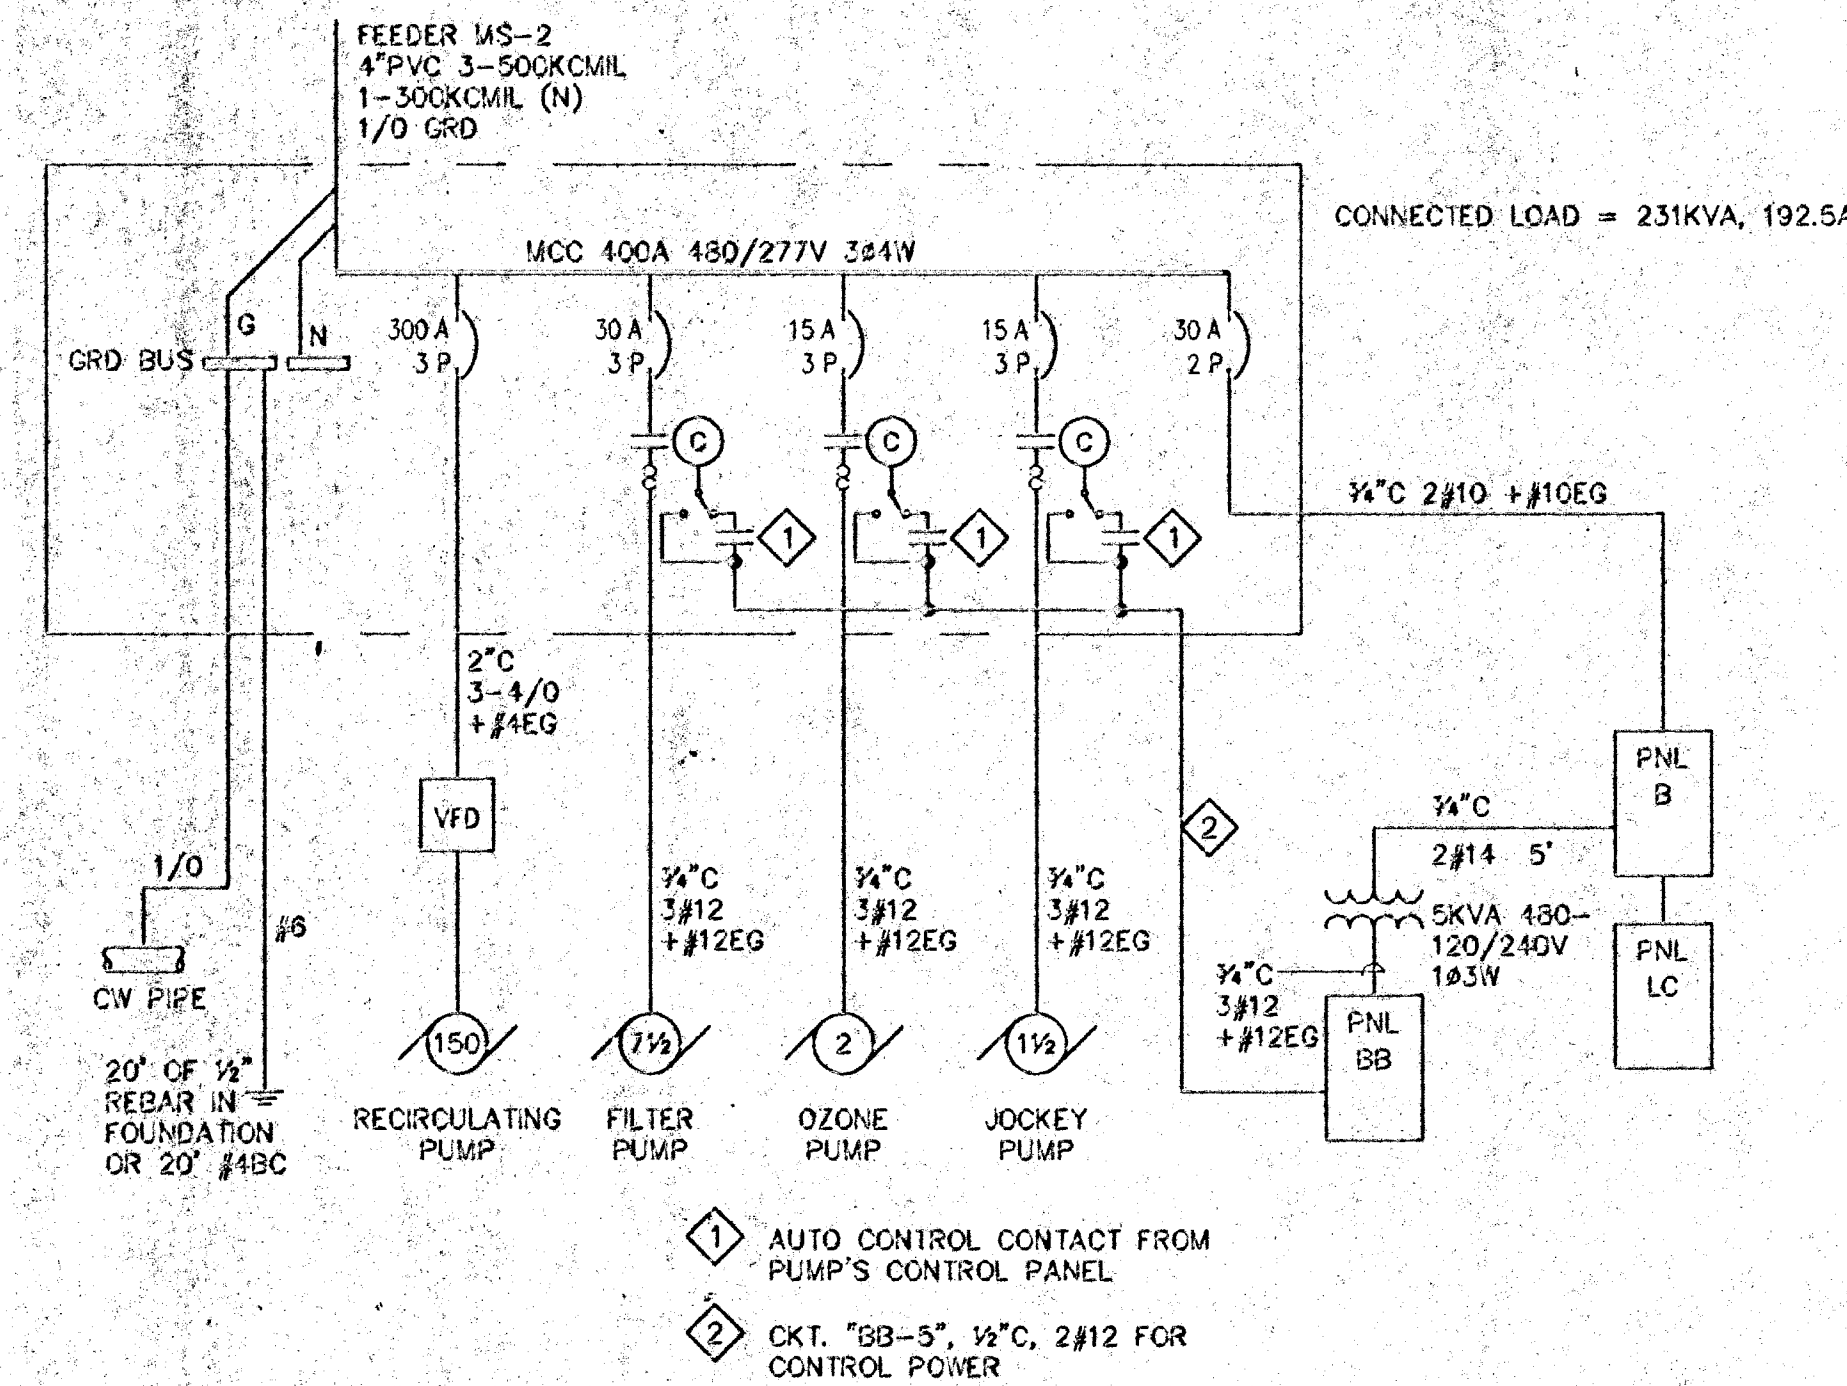 FEEDER MS-2
4"PVC 3-500KCMIL
1-300KCMIL (N)
1/0 GRD
CONNECTED LOAD = 231KVA, 192.5A
MCC 400A 480/277V 3ø4W
G
N
GRD BUS
300 A
3 P
30 A
3 P
15 A
3 P
15 A
3 P
30 A
2 P
C
C
C
1
1
1
¾"C 2#10 +#10EG
2"C
3-4/0
+#4EG
VFD
2
PNL
B
¾"C
2#14 5'
1/0
#6
CW PIPE
¾"C
3#12
+#12EG
¾"C
3#12
+#12EG
¾"C
3#12
+#12EG
5KVA 480-
120/240V
1ø3W
¾"C
3#12
+#12EG
PNL
BB
PNL
LC
20' OF ½"
REBAR IN
FOUNDATION
OR 20' #4BC
150
7½
2
1½
RECIRCULATING
PUMP
FILTER
PUMP
OZONE
PUMP
JOCKEY
PUMP
1 AUTO CONTROL CONTACT FROM
PUMP'S CONTROL PANEL
2 CKT. "BB-5", ½"C, 2#12 FOR
CONTROL POWER